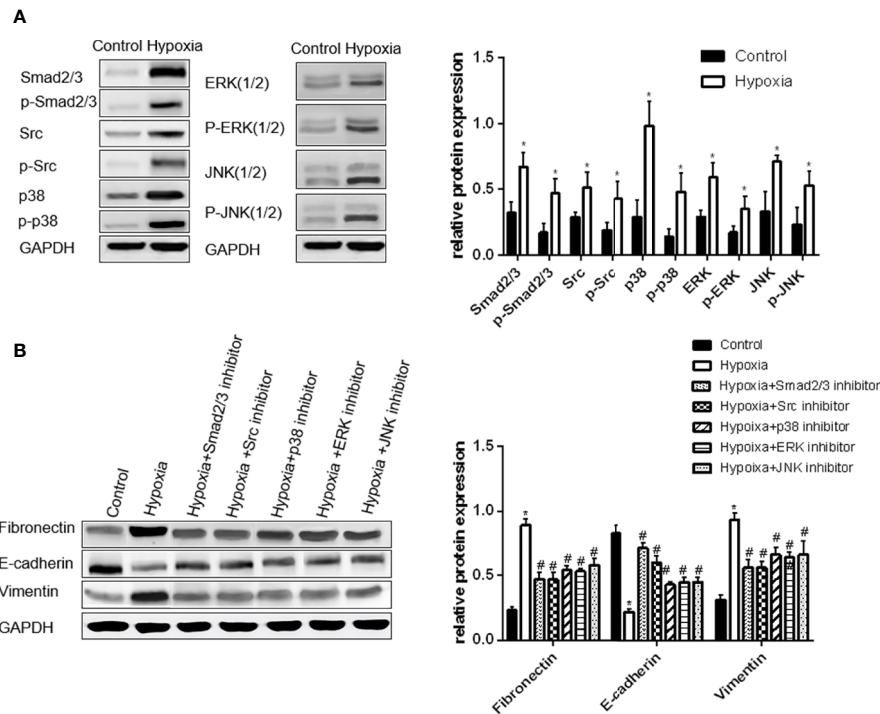 A
Control Hypoxia
Smad2/3
p-Smad2/3
Src
p-Src
p38
p-p38
GAPDH
Control Hypoxia
ERK(1/2)
P-ERK(1/2)
JNK(1/2)
P-JNK(1/2)
GAPDH
relative protein expression
1.5
1.0
0.5
0.0
Control
Hypoxia
* * * * * * * * * *
Smad2/3
p-Smad2/3
Src
p-Src
p38
p-p38
ERK
p-ERK
JNK
p-JNK
B
Control
Hypoxia
Hypoxia+Smad2/3 inhibitor
Hypoxia +Src inhibitor
Hypoxia+p38 inhibitor
Hypoxia +ERK inhibitor
Hypoxia +JNK inhibitor
Fibronectin
E-cadherin
Vimentin
GAPDH
Control
Hypoxia
Hypoxia+Smad2/3 inhibitor
Hypoxia+Src inhibitor
Hypoixa+p38 inhibitor
Hypoixa+ERK inhibitor
Hypoixa+JNK inhibitor
relative protein expression
1.5
1.0
0.5
0.0
* # # # # #
* # # # # #
* # # # # #
Fibronectin
E-cadherin
Vimentin